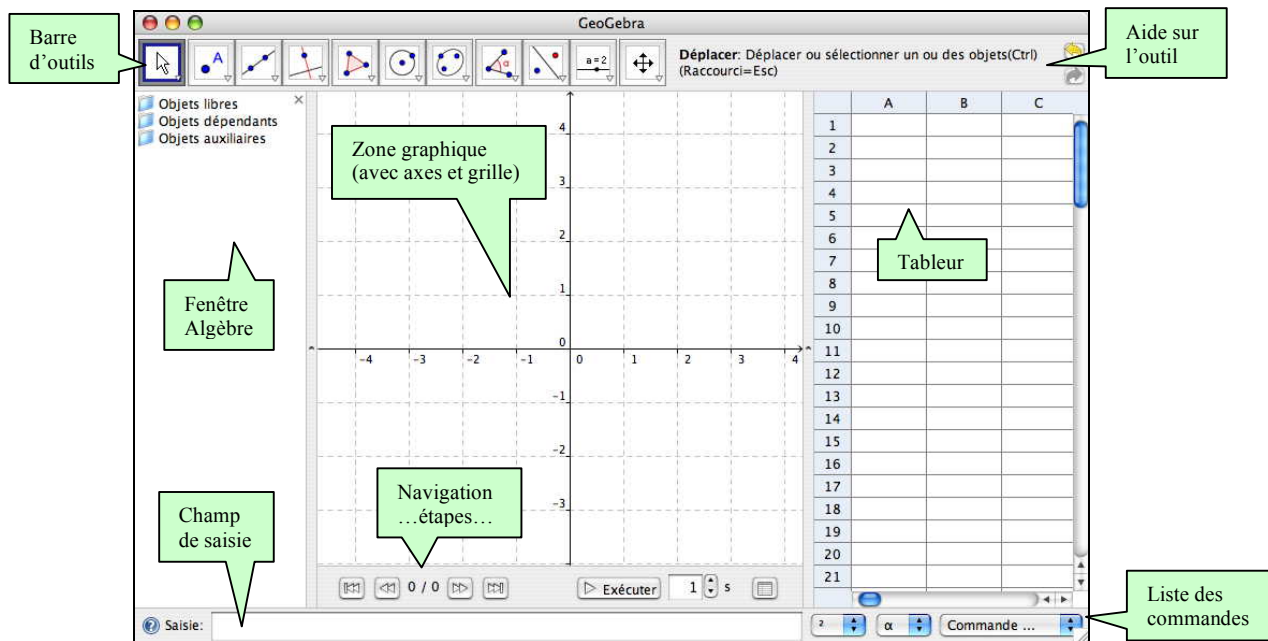 GeoGebra
Barre
d'outils
A
α
a=2
Déplacer: Déplacer ou sélectionner un ou des objets(Ctrl)
(Raccourci=Esc)
Aide sur
l'outil
Objets libres
Objets dépendants
Objets auxiliaires
Fenêtre
Algèbre
Zone graphique
(avec axes et grille)
4
3
2
1
0
-1
-2
-3
-4 -3 -2 -1 0 1 2 3 4
A B C
1
2
3
4
5
6
7
8
9
10
11
12
13
14
15
16
17
18
19
20
21
Tableur
Navigation
…étapes…
Champ
de saisie
0 / 0
Exécuter 1 s
Liste des
commandes
Saisie:
² α Commande ...